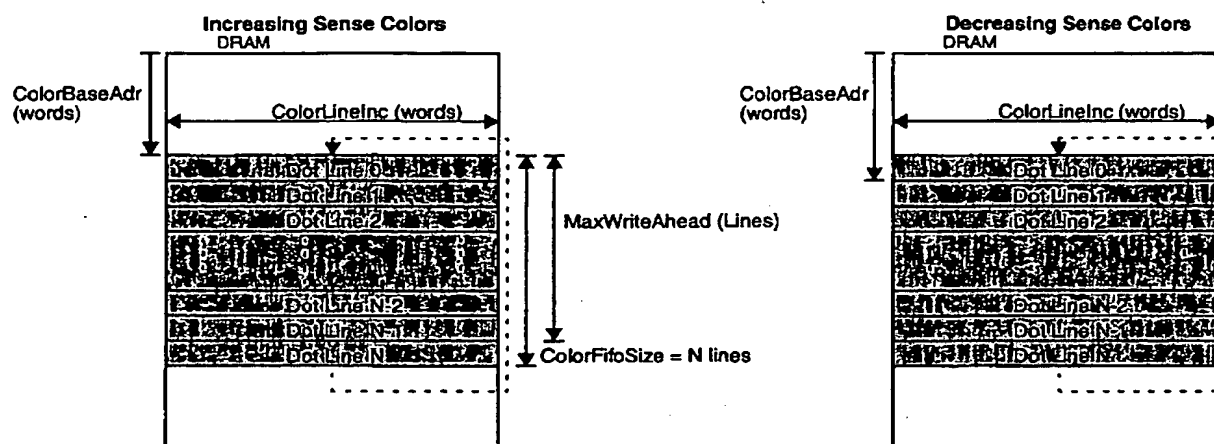 Increasing Sense Colors
DRAM
ColorBaseAdr
(words)
ColorLineInc (words)
Dot Line 0
Dot Line 1
Dot Line 2
Dot Line N-2
Dot Line N-1
Dot Line N
MaxWriteAhead (Lines)
ColorFifoSize = N lines
Decreasing Sense Colors
DRAM
ColorBaseAdr
(words)
ColorLineInc (words)
Dot Line 0
Dot Line 1
Dot Line 2
Dot Line N-2
Dot Line
Dot Line